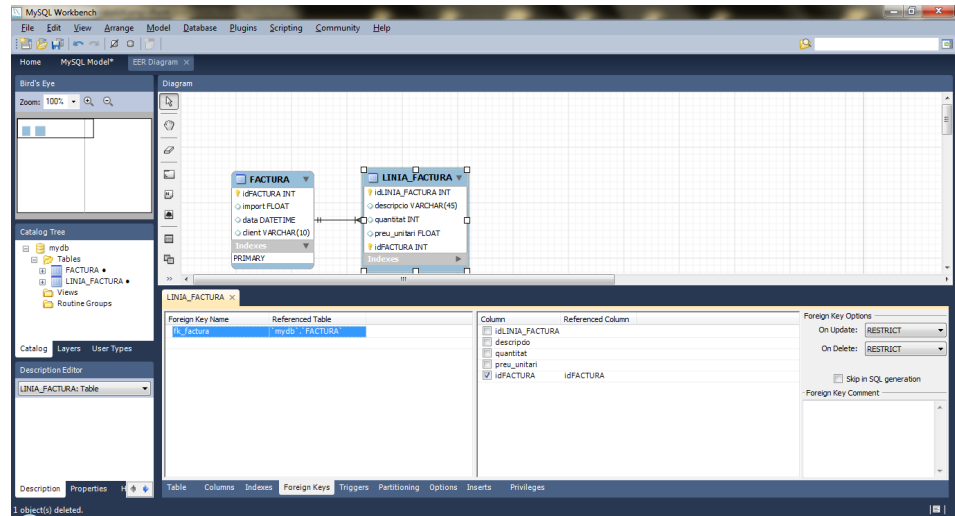 MySQL Workbench
File Edit View Arrange Model Database Plugins Scripting Community Help
Home MySQL Model* EER Diagram ×
Bird's Eye
Zoom: 100%
Diagram
FACTURA
idFACTURA INT
import FLOAT
data DATETIME
client VARCHAR(10)
Indexes
PRIMARY
LINIA_FACTURA
idLINIA_FACTURA INT
descripcio VARCHAR(45)
quantitat INT
preu_unitari FLOAT
idFACTURA INT
Indexes
Catalog Tree
mydb
Tables
FACTURA
LINIA_FACTURA
Views
Routine Groups
Catalog Layers User Types
Description Editor
LINIA_FACTURA: Table
Description Properties H
LINIA_FACTURA ×
Foreign Key Name Referenced Table
fk_factura `mydb`.`FACTURA`
Column Referenced Column
idLINIA_FACTURA
descripcio
quantitat
preu_unitari
idFACTURA idFACTURA
Foreign Key Options
On Update: RESTRICT
On Delete: RESTRICT
Skip in SQL generation
Foreign Key Comment
Table Columns Indexes Foreign Keys Triggers Partitioning Options Inserts Privileges
1 object(s) deleted.